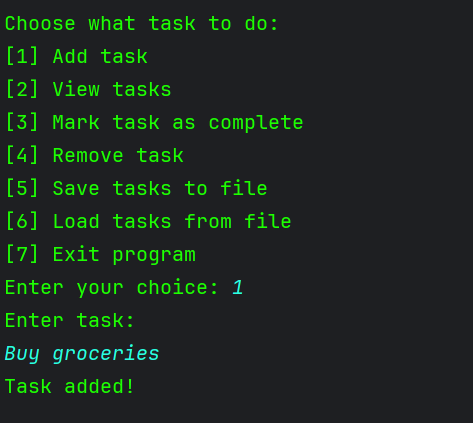 Choose what task to do:
[1] Add task
[2] View tasks
[3] Mark task as complete
[4] Remove task
[5] Save tasks to file
[6] Load tasks from file
[7] Exit program
Enter your choice: 1
Enter task:
Buy groceries
Task added!